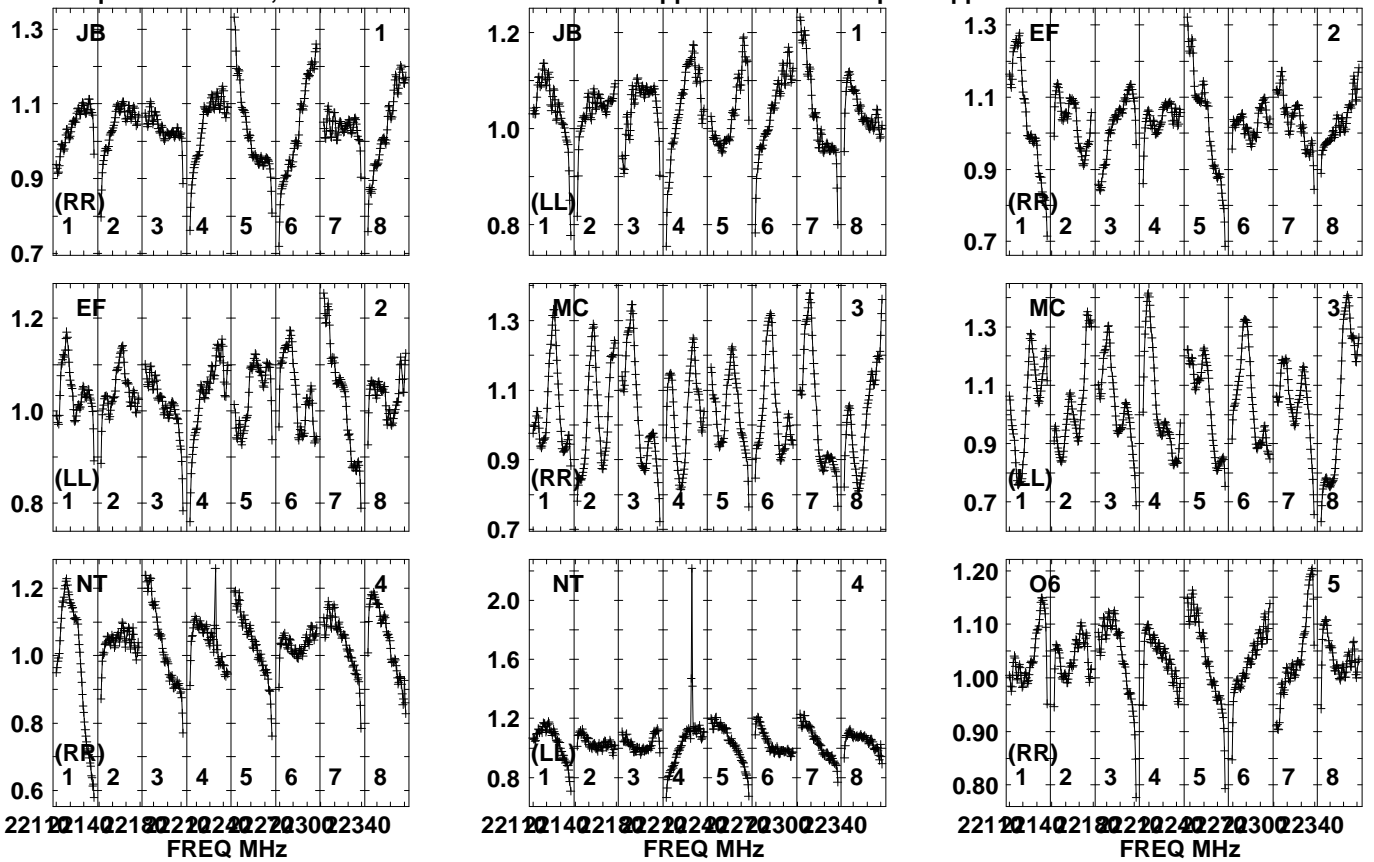 JB 1 JB 1 EF 2
1.3 1.2 1.3
1.1 1.0 1.1
0.9 0.8 0.9
0.7 0.7
(RR) (LL) (RR)
1 2 3 4 5 6 7 8 1 2 3 4 5 6 7 8 1 2 3 4 5 6 7 8
EF 2 MC 3 MC 3
1.2 1.3 1.3
1.0 1.1 1.1
0.8 0.9 0.9
0.7 0.7
(LL) (RR) (LL)
1 2 3 4 5 6 7 8 1 2 3 4 5 6 7 8 1 2 3 4 5 6 7 8
NT 4 NT 4 O6 5
1.2 2.0 1.20
1.0 1.6 1.10
0.8 1.2 1.00
0.6 0.8 0.90
0.80
(RR) (LL) (RR)
1 2 3 4 5 6 7 8 1 2 3 4 5 6 7 8 1 2 3 4 5 6 7 8
22340 22340 22340
FREQ MHz FREQ MHz FREQ MHz